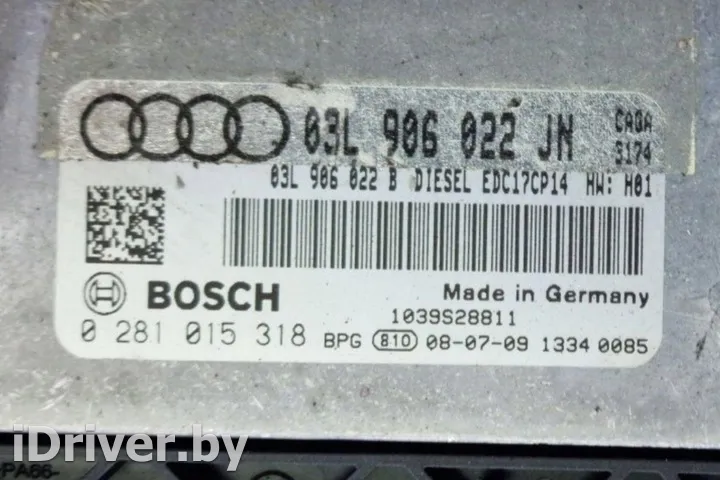 03L 906 022 JN CAGA
3174
03L 906 022 B DIESEL EDC17CP14 HW: H01
BOSCH
Made in Germany
1039S28811
0 281 015 318 BPG 810 08-07-09 1334 0085
iDriver.by
PA66-